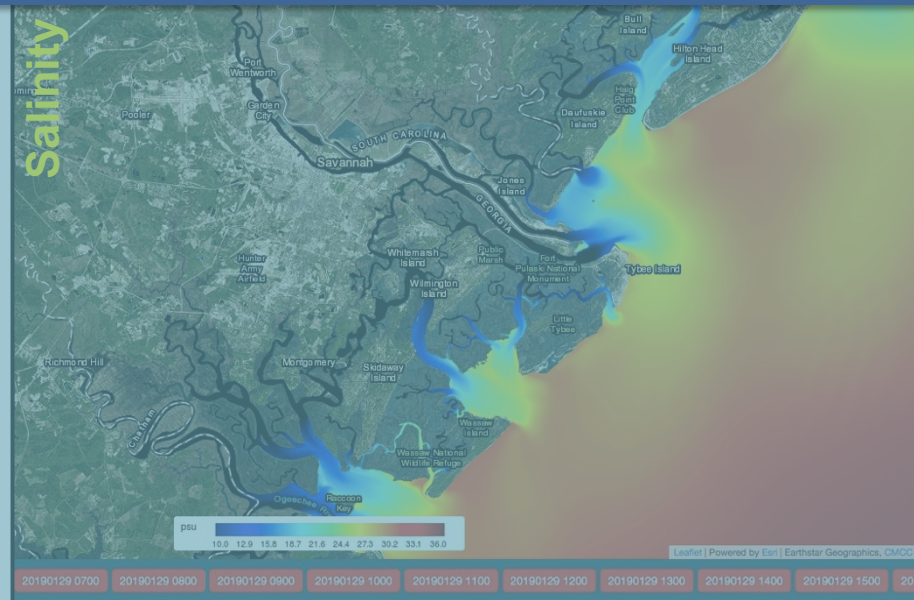 Salinity
Bull
Island
Hilton Head
Island
Port
Wentworth
Haig
Point
Club
Garden
City
Pooler
Daufuskie
Island
SOUTH CAROLINA
Savannah
Jones
Island
GEORGIA
Whitemarsh
Island
Public
Marsh
Hunter
Army
Airfield
Fort
Pulaski National
Monument
Tybee Island
Wilmington
Island
Little
Tybee
Richmond Hill
Montgomery
Skidaway
Island
Chatham
Wassaw
Island
Wassaw National
Wildlife Refuge
Ogeechee R
Raccoon
Key
psu
10.0 12.9 15.8 18.7 21.6 24.4 27.3 30.2 33.1 36.0
Leaflet | Powered by Esri | Earthstar Geographics, CMCC
20190129 0700 20190129 0800 20190129 0900 20190129 1000 20190129 1100 20190129 1200 20190129 1300 20190129 1400 20190129 1500 20